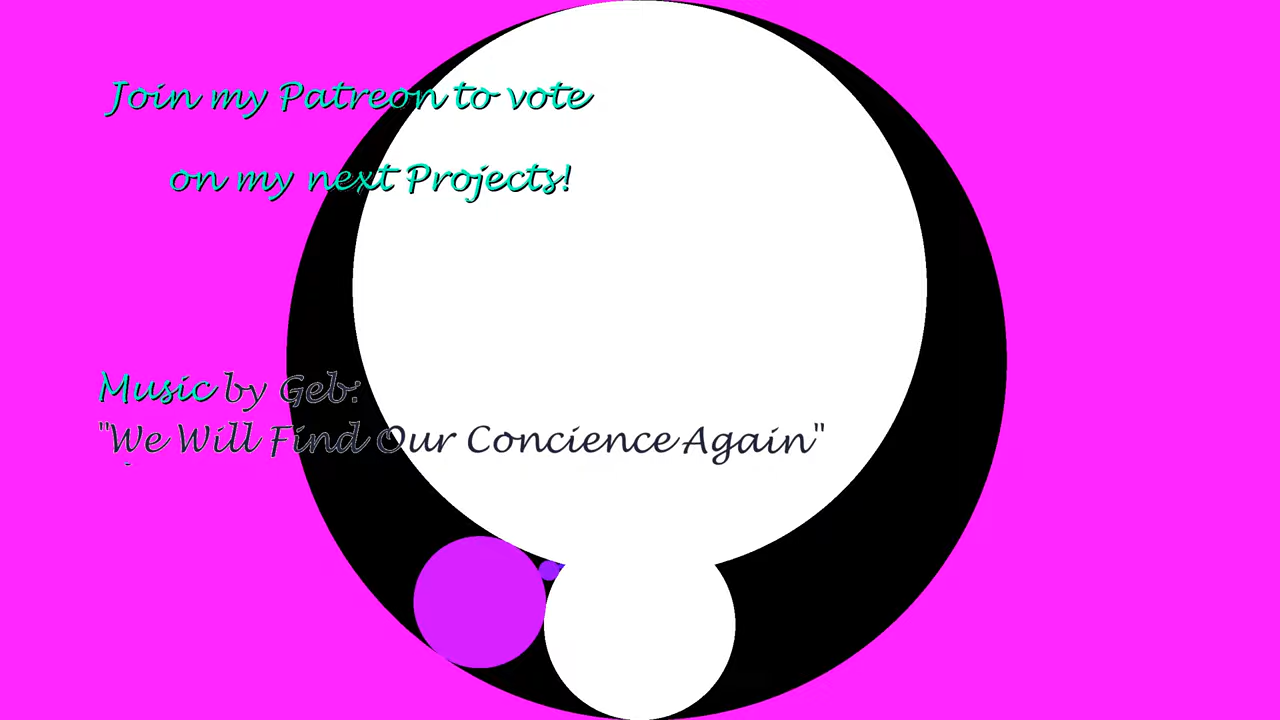 Join my Patreon to vote
on my next Projects!
Music by Geb:
"We Will Find Our Concience Again"